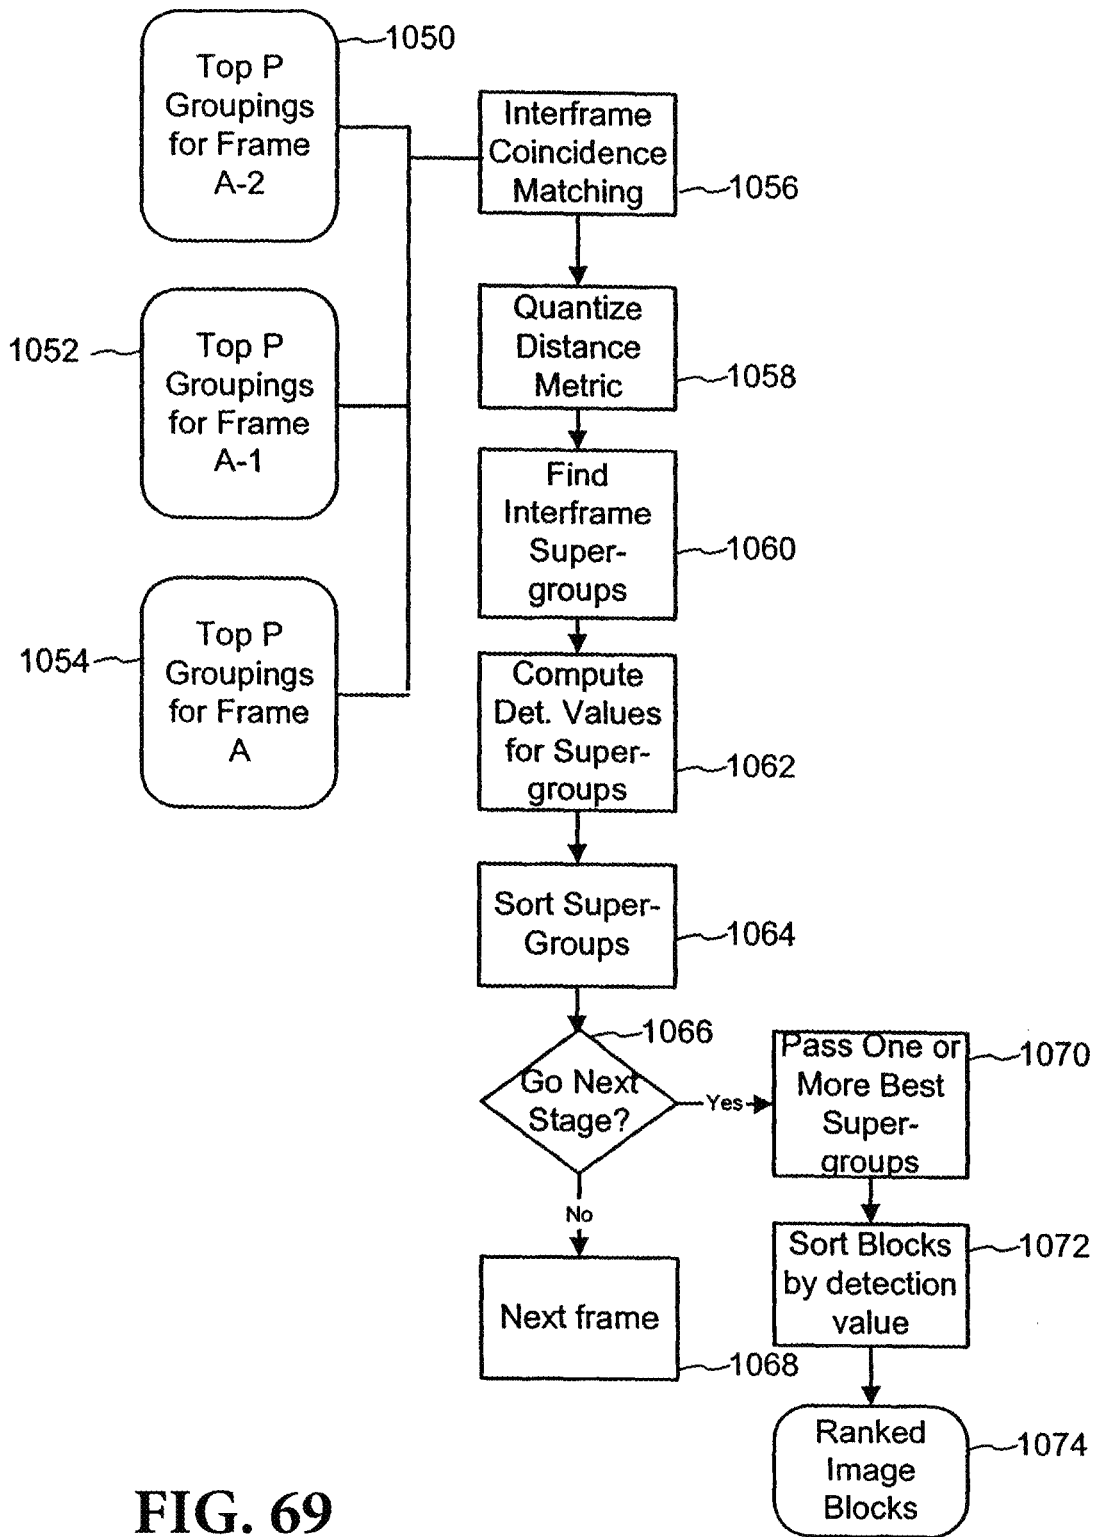 1050
Top P
Groupings
for Frame
A-2
1052
Top P
Groupings
for Frame
A-1
1054
Top P
Groupings
for Frame
A
Interframe
Coincidence
Matching
1056
Quantize
Distance
Metric
1058
Find
Interframe
Super-
groups
1060
Compute
Det. Values
for Super-
groups
1062
Sort Super-
Groups
1064
1066
Go Next
Stage?
Yes
No
Next frame
1068
Pass One or
More Best
Super-
groups
1070
Sort Blocks
by detection
value
1072
Ranked
Image
Blocks
1074
FIG. 69